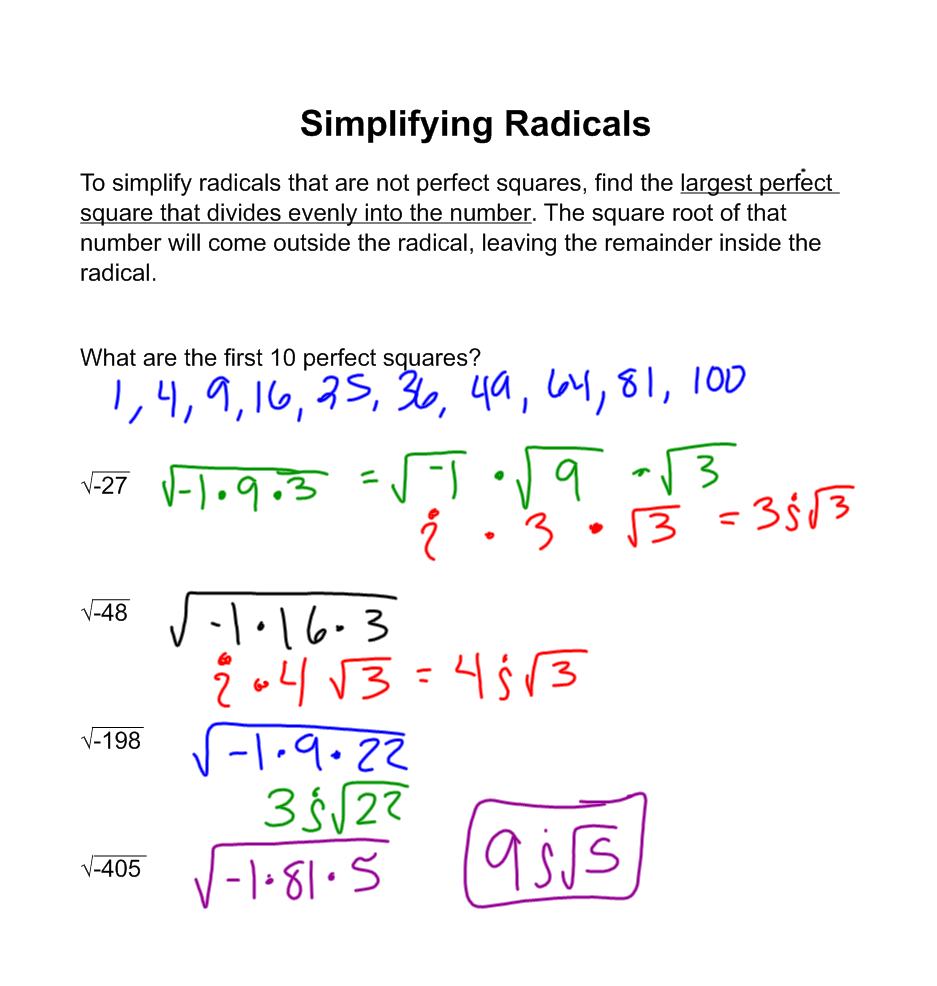 Simplifying Radicals
To simplify radicals that are not perfect squares, find the largest perfect
square that divides evenly into the number. The square root of that
number will come outside the radical, leaving the remainder inside the
radical.
What are the first 10 perfect squares?
1, 4, 9, 16, 25, 36, 49, 64, 81, 100
√-27 √-1·9·3 = √-1 · √9 · √3
i · 3 · √3 = 3i√3
√-48 √-1·16·3
i · 4 √3 = 4i√3
√-198 √-1·9·22
3i√22
√-405 √-1·81·5 9i√5